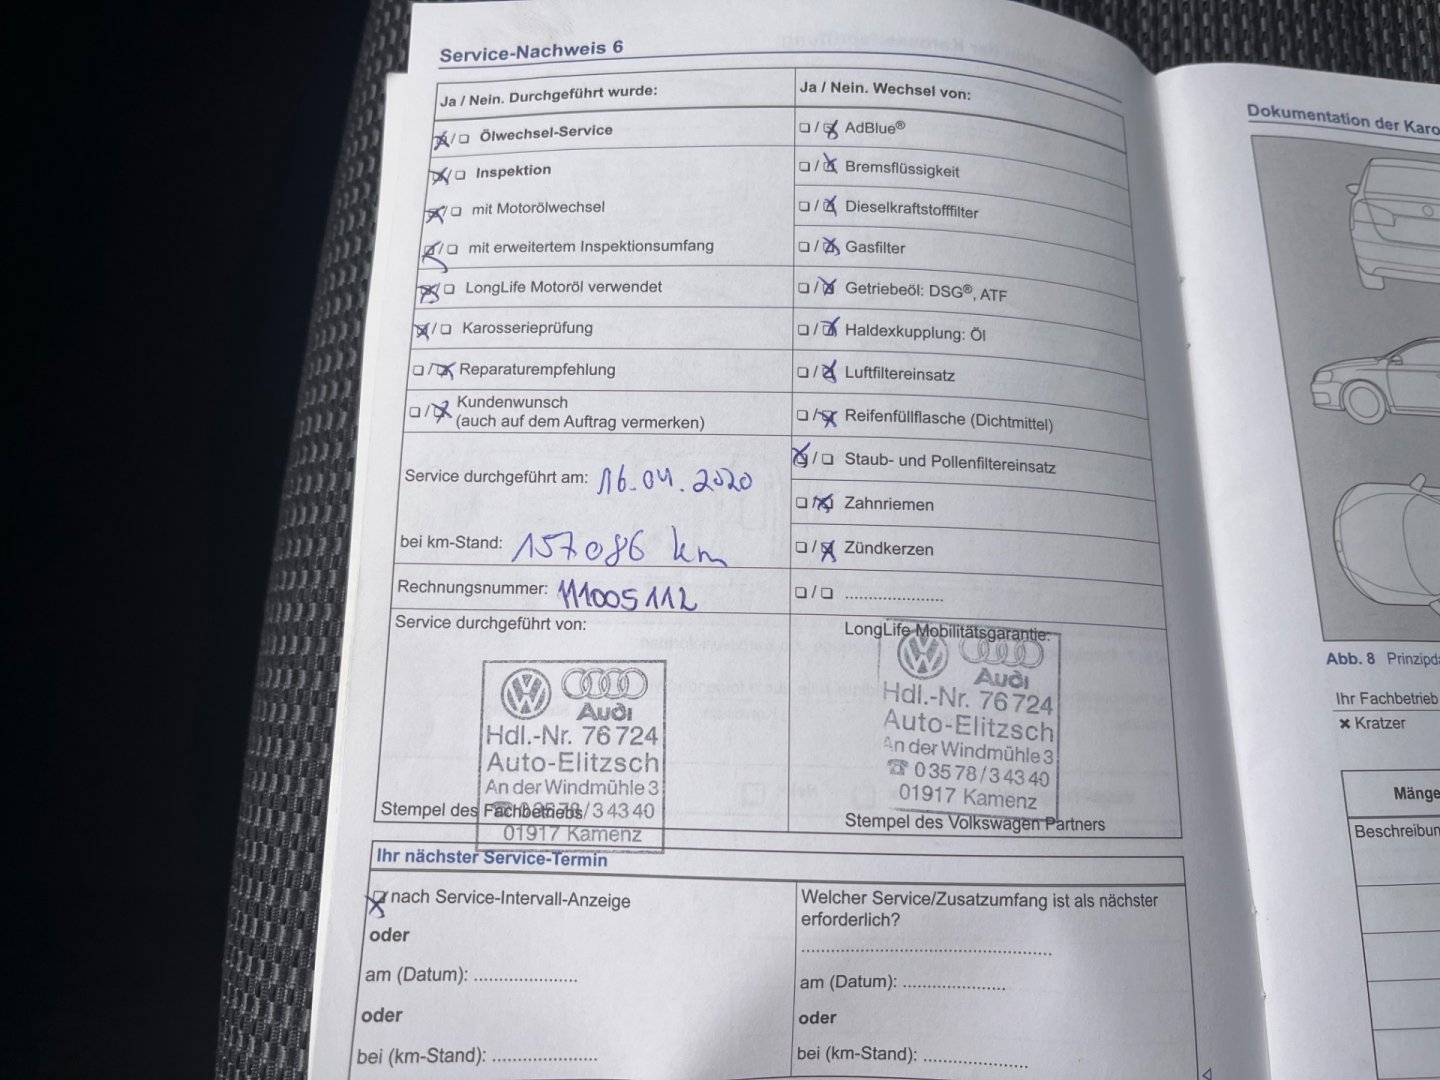 Service-Nachweis 6
Ja / Nein. Durchgeführt wurde:
☒/☐ Ölwechsel-Service
☒/☐ Inspektion
☒/☐ mit Motorölwechsel
☒/☐ mit erweitertem Inspektionsumfang
☒/☐ LongLife Motoröl verwendet
☒/☐ Karosserieprüfung
☐/☒ Reparaturempfehlung
☐/☒ Kundenwunsch
(auch auf dem Auftrag vermerken)
Service durchgeführt am: 16.04.2020
bei km-Stand: 157086 km
Rechnungsnummer: 111005112
Service durchgeführt von:
Audi
Hdl.-Nr. 76 724
Auto-Elitzsch
An der Windmühle 3
☎ 03578/34340
01917 Kamenz
Stempel des Fachbetriebs
Ja / Nein. Wechsel von:
☐/☒ AdBlue®
☐/☒ Bremsflüssigkeit
☐/☒ Dieselkraftstofffilter
☐/☒ Gasfilter
☐/☒ Getriebeöl: DSG®, ATF
☐/☒ Haldexkupplung: Öl
☐/☒ Luftfiltereinsatz
☐/☒ Reifenfüllflasche (Dichtmittel)
☒/☐ Staub- und Pollenfiltereinsatz
☐/☒ Zahnriemen
☐/☒ Zündkerzen
☐/☐ ......................
LongLife Mobilitätsgarantie:
Audi
Hdl.-Nr. 76 724
Auto-Elitzsch
An der Windmühle 3
☎ 03578/34340
01917 Kamenz
Stempel des Volkswagen Partners
Ihr nächster Service-Termin
☒ nach Service-Intervall-Anzeige
oder
am (Datum): ......................
oder
bei (km-Stand): ......................
Welcher Service/Zusatzumfang ist als nächster
erforderlich?
......................
am (Datum): ......................
oder
bei (km-Stand): ......................
Dokumentation der Karo
Abb. 8 Prinzipda
Ihr Fachbetrieb
✖ Kratzer
Mänge
Beschreibun